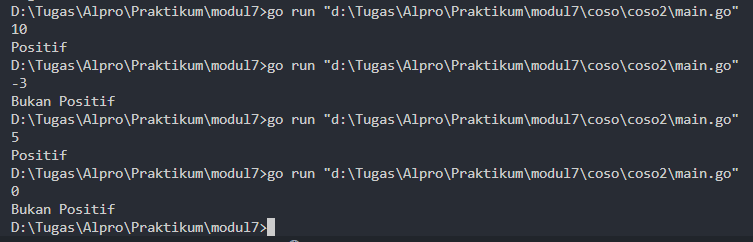 D:\Tugas\Alpro\Praktikum\modul7>go run "d:\Tugas\Alpro\Praktikum\modul7\coso\coso2\main.go"
10
Positif
D:\Tugas\Alpro\Praktikum\modul7>go run "d:\Tugas\Alpro\Praktikum\modul7\coso\coso2\main.go"
-3
Bukan Positif
D:\Tugas\Alpro\Praktikum\modul7>go run "d:\Tugas\Alpro\Praktikum\modul7\coso\coso2\main.go"
5
Positif
D:\Tugas\Alpro\Praktikum\modul7>go run "d:\Tugas\Alpro\Praktikum\modul7\coso\coso2\main.go"
0
Bukan Positif
D:\Tugas\Alpro\Praktikum\modul7>